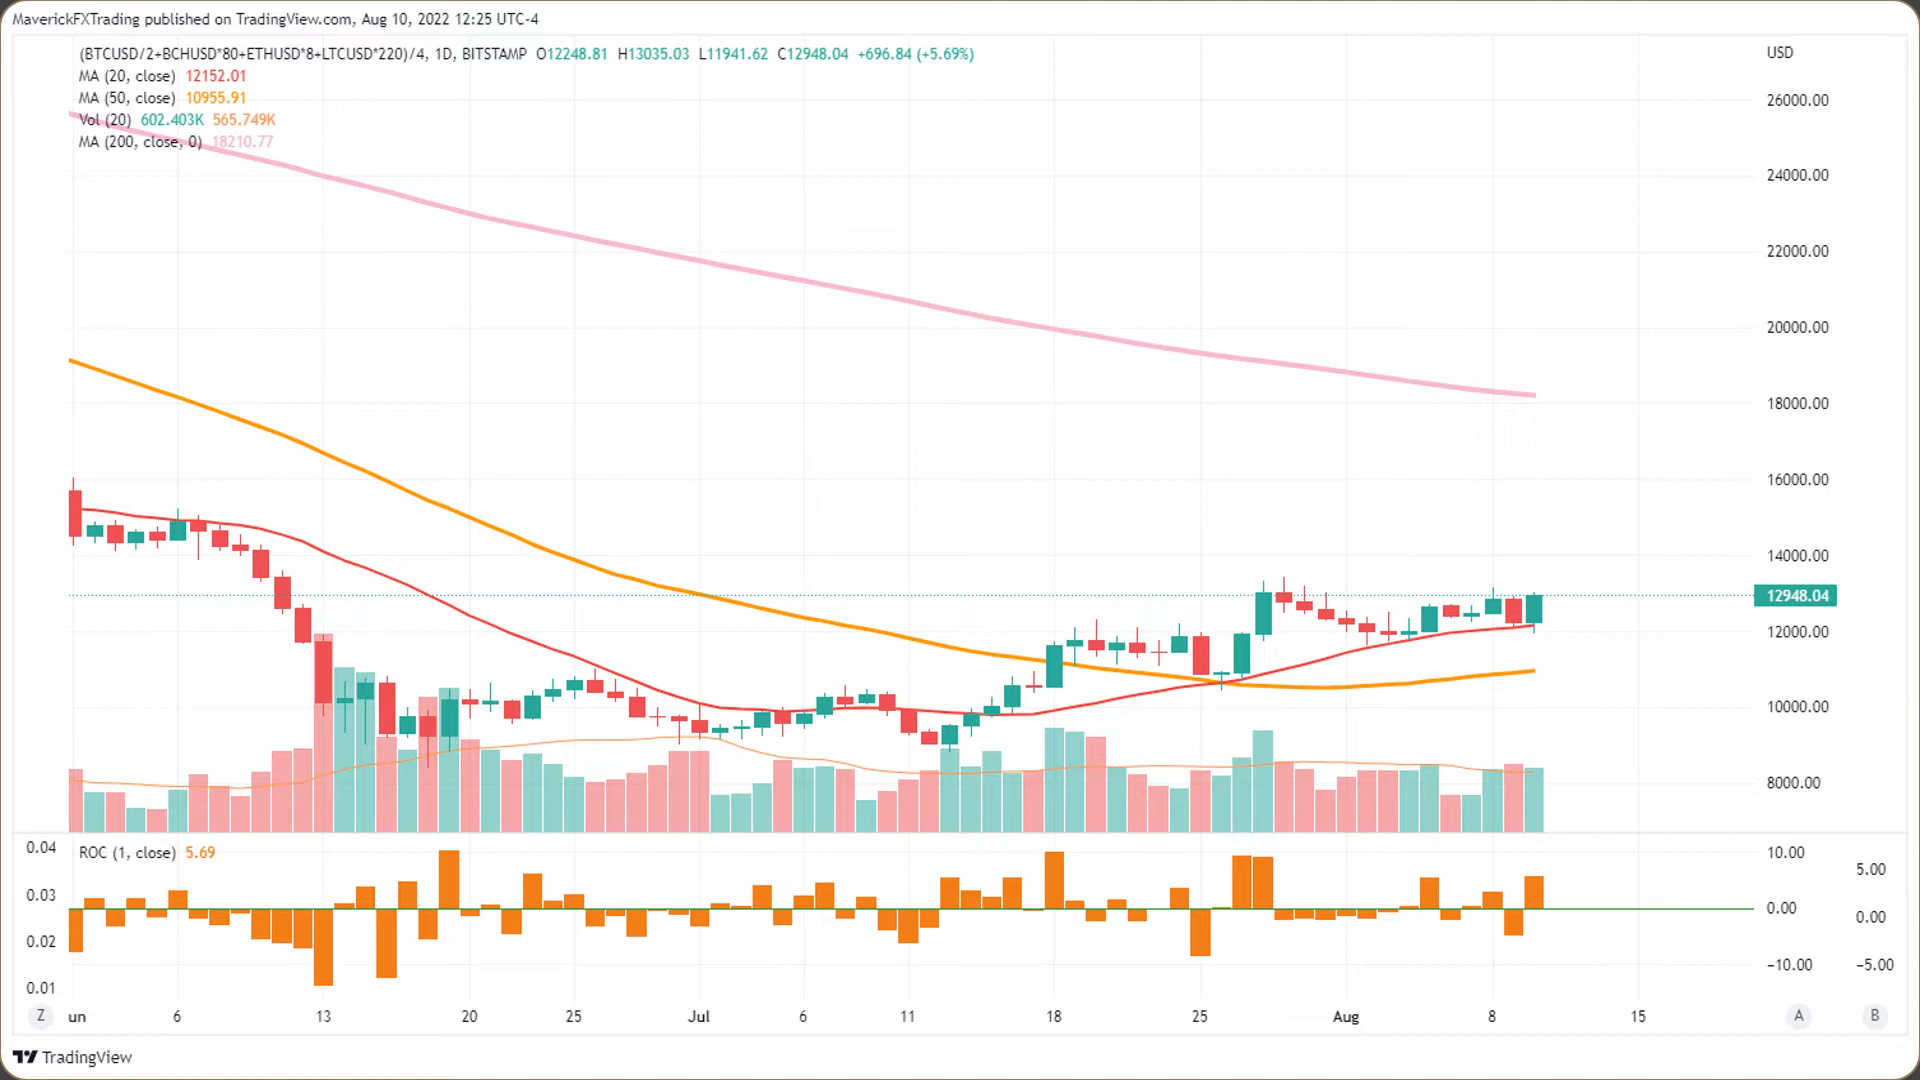 MaverickFXTrading published on TradingView.com, Aug 10, 2022 12:25 UTC-4
(BTCUSD/2+BCHUSD*80+ETHUSD*8+LTCUSD*220)/4, 1D, BITSTAMP O12248.81 H13035.03 L11941.62 C12948.04 +696.84 (+5.69%)
USD
MA (20, close) 12152.01
MA (50, close) 10955.91
Vol (20) 602.403K 565.749K
MA (200, close, 0) 18210.77
26000.00
24000.00
22000.00
20000.00
18000.00
16000.00
14000.00
12948.04
12000.00
10000.00
8000.00
ROC (1, close) 5.69
0.04
0.03
0.02
0.01
10.00
0.00
-10.00
5.00
0.00
-5.00
Z un 6 13 20 25 Jul 6 11 18 25 Aug 8 15 A B
TradingView